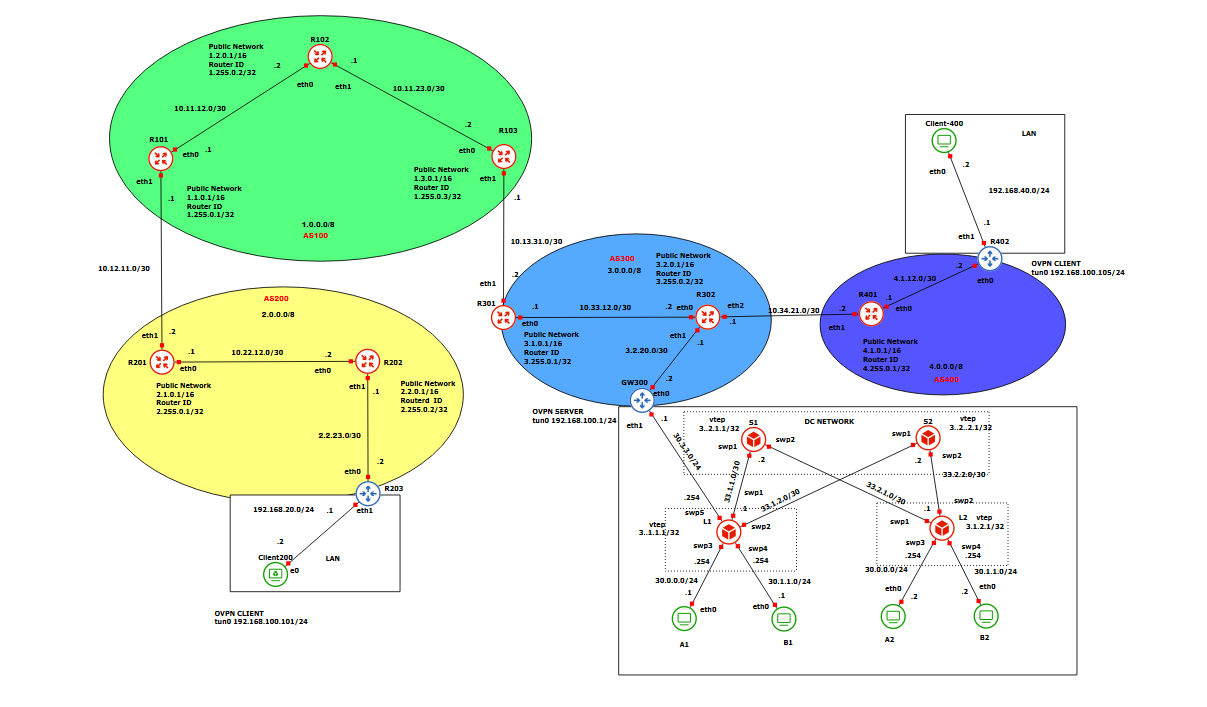 R102
Public Network
1.2.0.1/16
Router ID
1.255.0.2/32
.2
.1
eth0
eth1
10.11.23.0/30
10.11.12.0/30
.2
R103
R101
eth0
.1
eth0
eth1
Public Network
1.3.0.1/16
Router ID
1.255.0.3/32
eth1
.1
Public Network
1.1.0.1/16
Router ID
1.255.0.1/32
.1
1.0.0.0/8
AS100
10.12.11.0/30
10.13.31.0/30
Client-400
LAN
.2
eth0
192.168.40.0/24
.1
eth1
R402
OVPN CLIENT
tun0 192.168.100.105/24
.2
eth0
4.1.12.0/30
R401
.1
eth0
.2
eth1
Public Network
4.1.0.1/16
Router ID
4.255.0.1/32
4.0.0.0/8
AS400
10.34.21.0/30
AS300
3.0.0.0/8
Public Network
3.2.0.1/16
Router ID
3.255.0.2/32
.2
eth1
R301
.1
eth0
10.33.12.0/30
.2
eth0
R302
eth2
.1
eth1
.1
Public Network
3.1.0.1/16
Router ID
3.255.0.1/32
3.2.20.0/30
.2
GW300
eth0
OVPN SERVER
tun0 192.168.100.1/24
eth1
.1
AS200
2.0.0.0/8
.2
eth1
R201
.1
eth0
10.22.12.0/30
.2
eth0
R202
eth1
.1
Public Network
2.1.0.1/16
Router ID
2.255.0.1/32
Public Network
2.2.0.1/16
Routerd ID
2.255.0.2/32
2.2.23.0/30
.2
eth0
R203
192.168.20.0/24
.1
eth1
.2
Client200
e0
LAN
OVPN CLIENT
tun0 192.168.100.101/24
vtep
3..2.1.1/32
S1
DC NETWORK
S2
vtep
3..2..2.1/32
swp1
swp2
.2
swp1
swp2
.2
30.3.3.0/24
33.1.1.0/30
33.1.2.0/30
33.2.1.0/30
33.2.2.0/30
.254
swp5
swp1
.1
L1
swp2
vtep
3..1.1.1/32
swp3
.254
swp4
.254
swp2
.1
swp1
L2
vtep
3.1.2.1/32
swp3
.254
swp4
.254
30.0.0.0/24
30.1.1.0/24
30.0.0.0/24
30.1.1.0/24
.1
eth0
.1
eth0
eth0
.2
.2
eth0
A1
B1
A2
B2